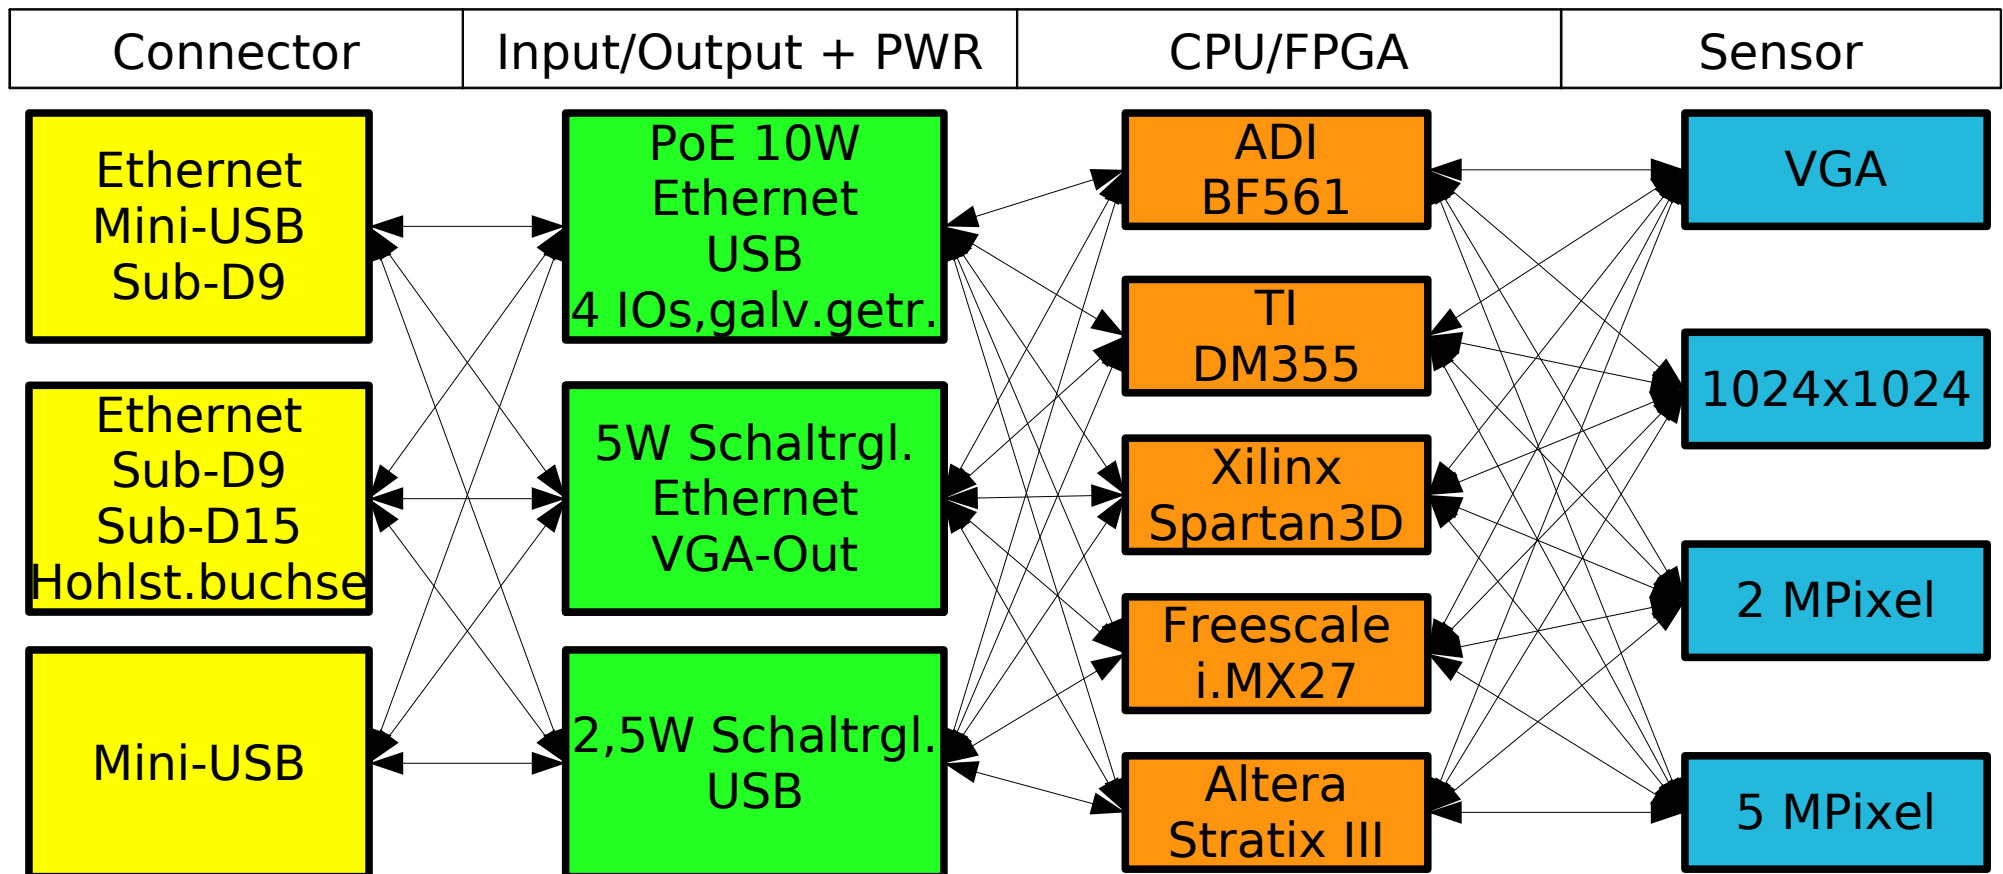 Connector
Input/Output + PWR
CPU/FPGA
Sensor
Ethernet
Mini-USB
Sub-D9
Ethernet
Sub-D9
Sub-D15
Hohlst.buchse
Mini-USB
PoE 10W
Ethernet
USB
4 IOs,galv.getr.
5W Schaltrgl.
Ethernet
VGA-Out
2,5W Schaltrgl.
USB
ADI
BF561
TI
DM355
Xilinx
Spartan3D
Freescale
i.MX27
Altera
Stratix III
VGA
1024x1024
2 MPixel
5 MPixel